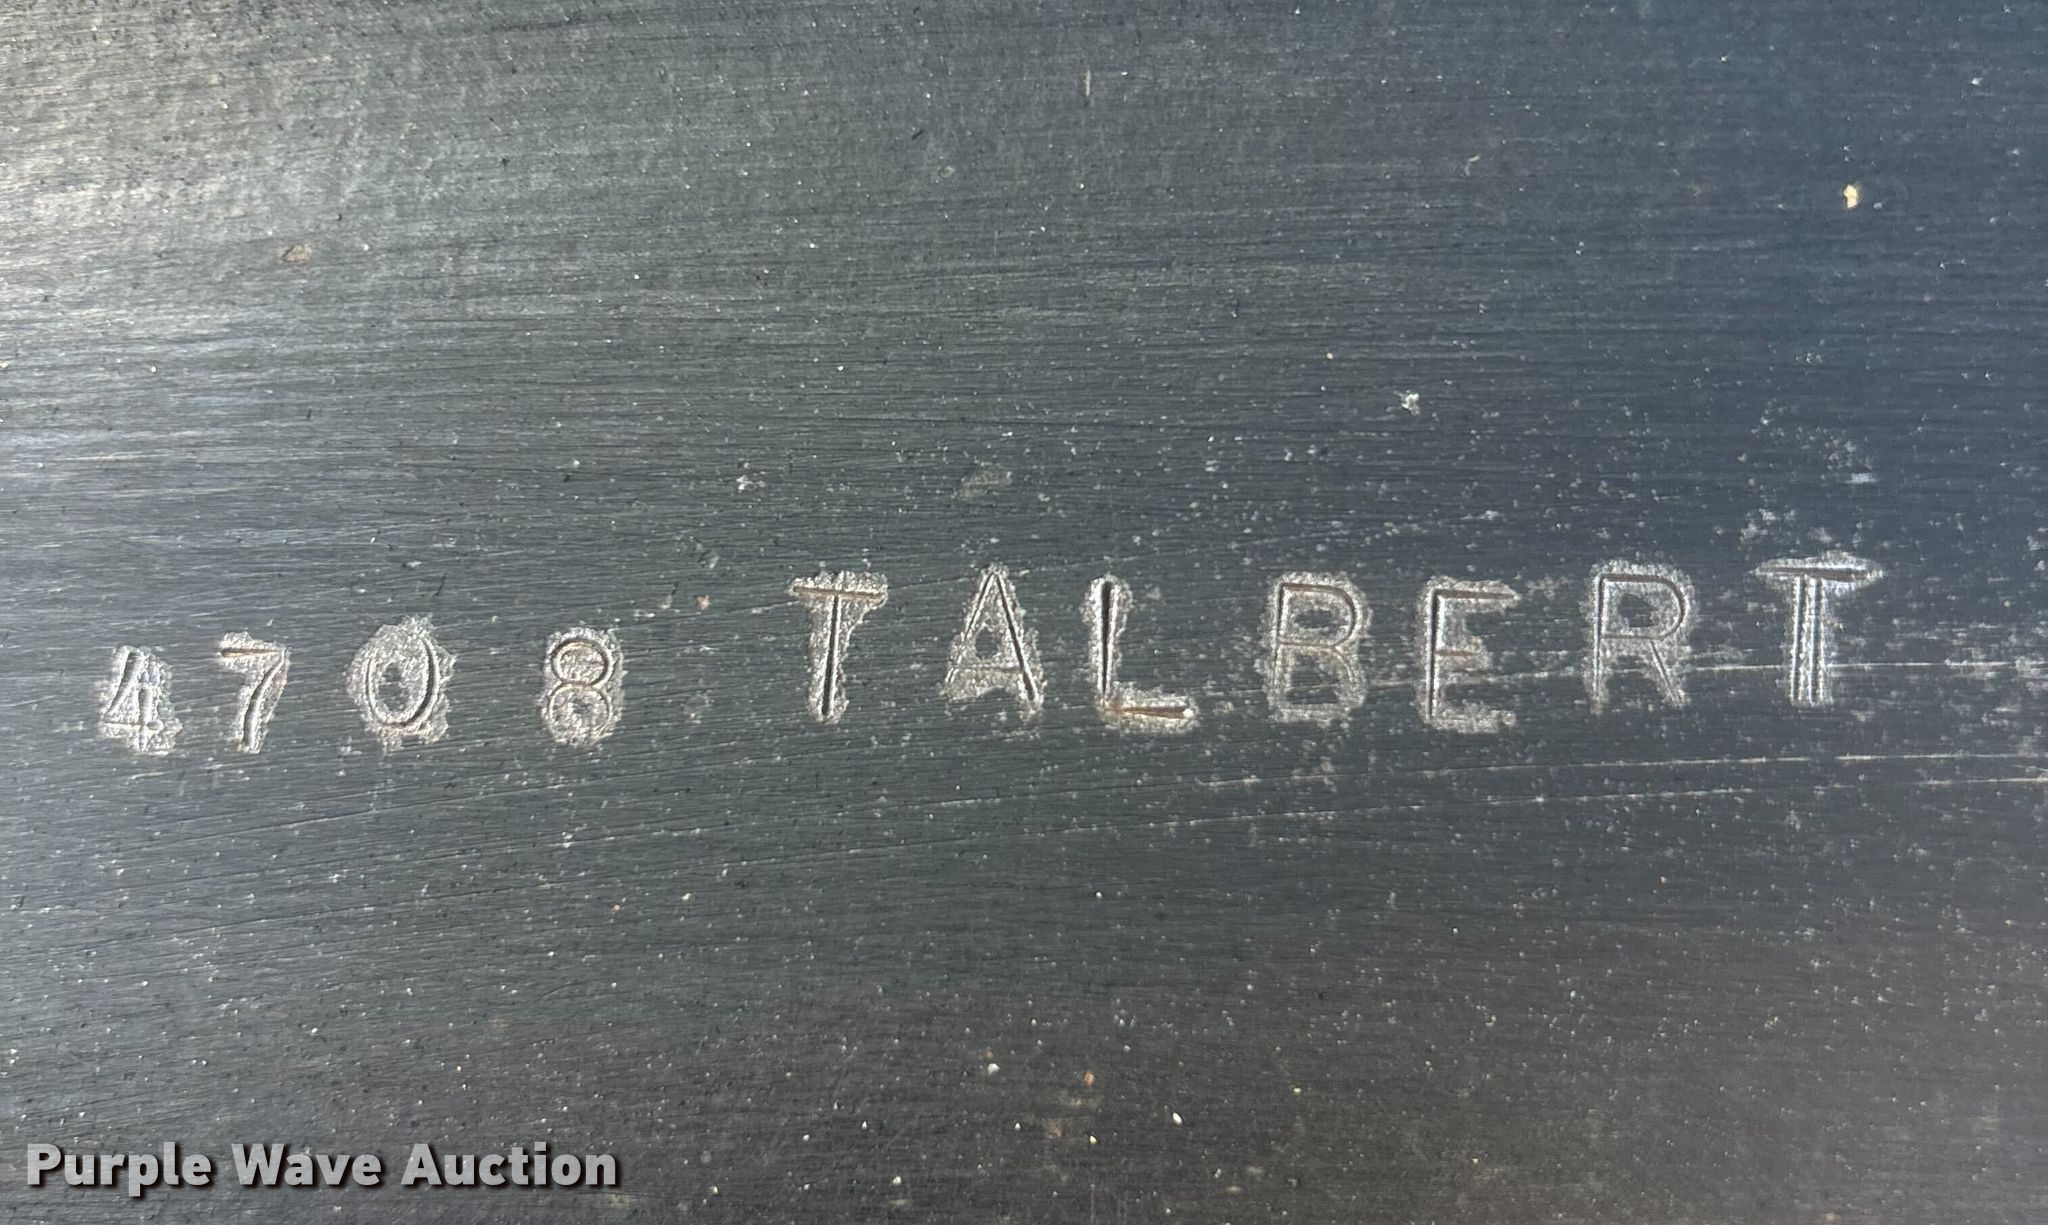 4708 TALBERT
Purple Wave Auction